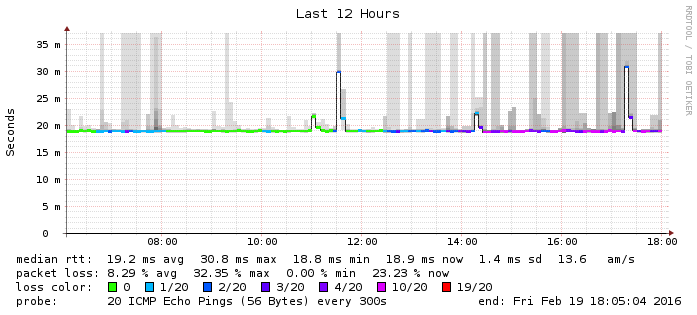 Last 12 Hours
RRDTOOL / TOBI OETIKER
Seconds
35 m
30 m
25 m
20 m
15 m
10 m
5 m
0
08:00 10:00 12:00 14:00 16:00 18:00
median rtt: 19.2 ms avg 30.8 ms max 18.8 ms min 18.9 ms now 1.4 ms sd 13.6 am/s
packet loss: 8.29 % avg 32.35 % max 0.00 % min 23.23 % now
loss color: 0 1/20 2/20 3/20 4/20 10/20 19/20
probe: 20 ICMP Echo Pings (56 Bytes) every 300s end: Fri Feb 19 18:05:04 2016